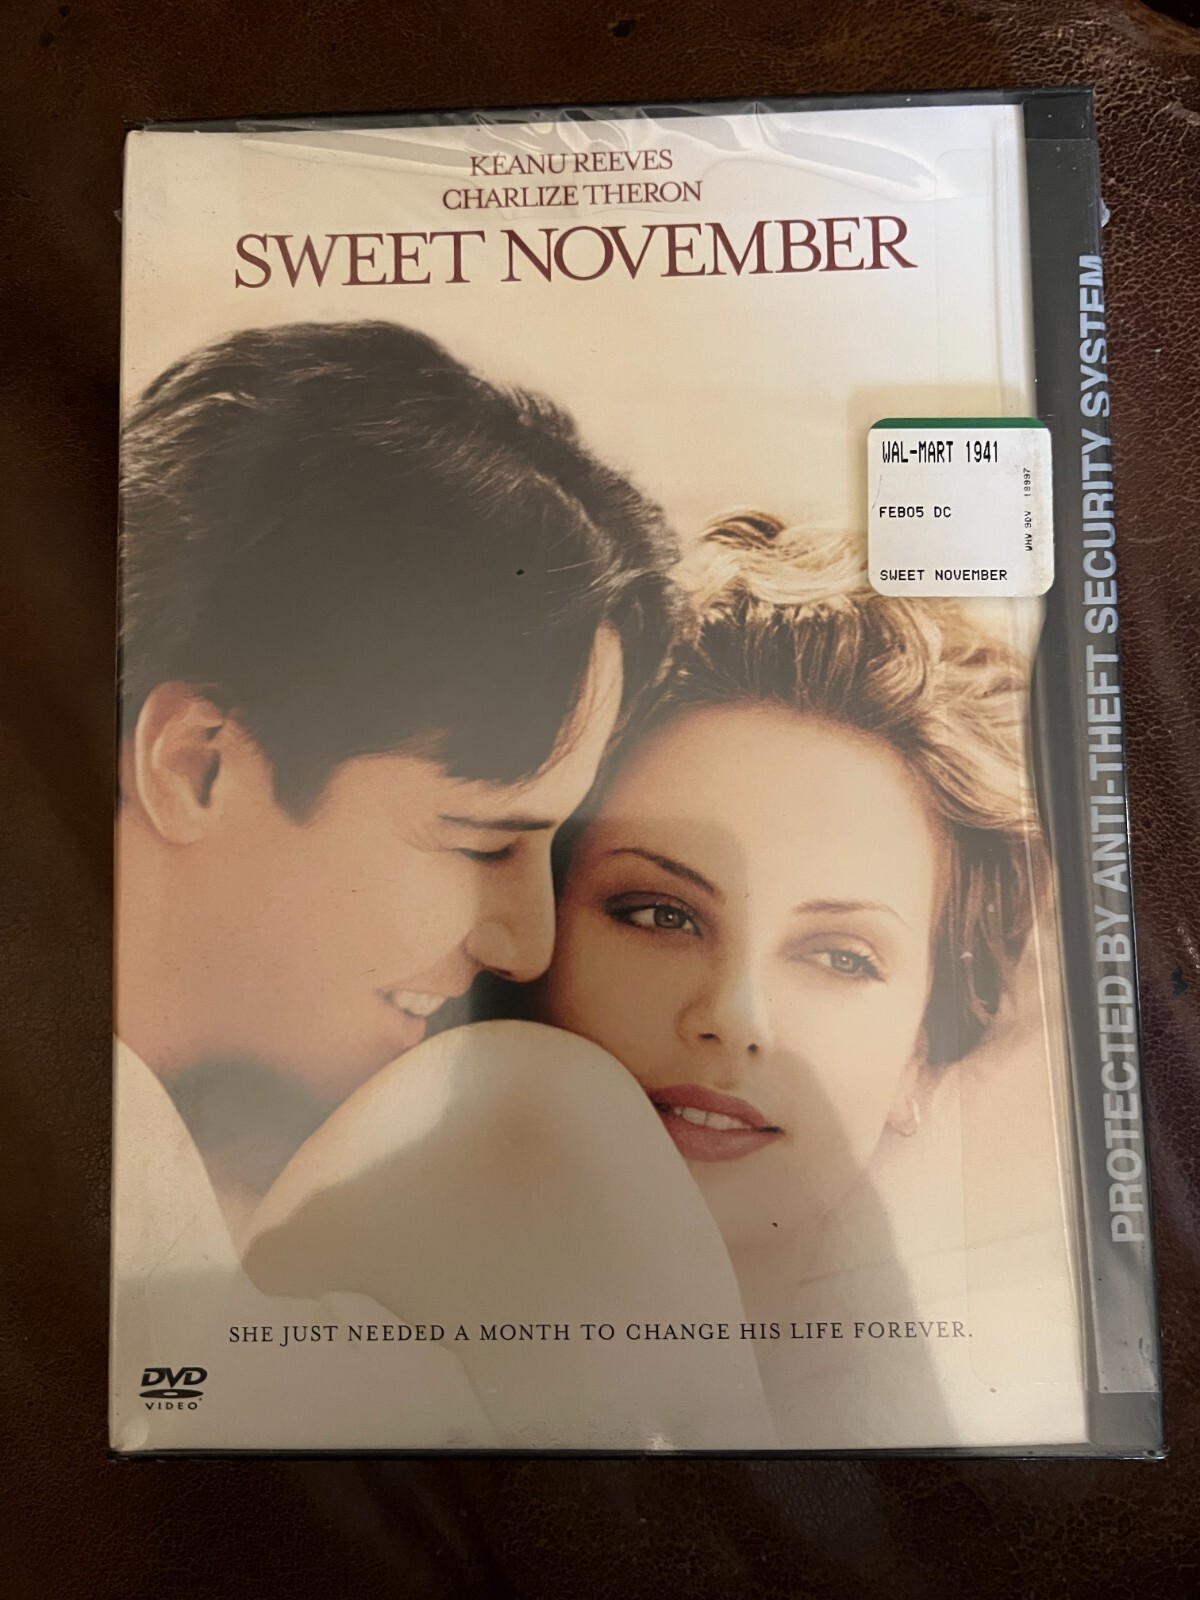 KEANU REEVES
CHARLIZE THERON
SWEET NOVEMBER
WAL-MART 1941
FEB05 DC
SWEET NOVEMBER
PROTECTED BY ANTI-THEFT SECURITY SYSTEM
SHE JUST NEEDED A MONTH TO CHANGE HIS LIFE FOREVER.
DVD
VIDEO